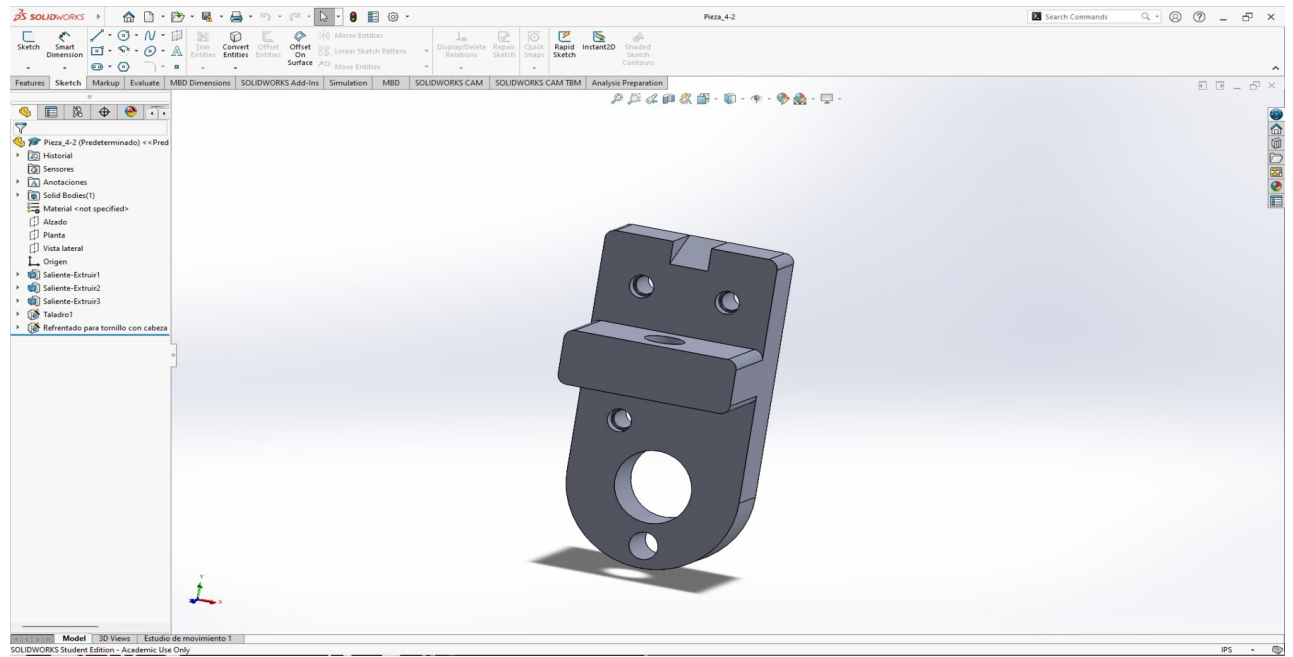 SOLIDWORKS
Pieza_4-2
Search Commands
Sketch
Smart Dimension
Trim Entities
Convert Entities
Offset Entities
Offset On Surface
Mirror Entities
Linear Sketch Pattern
Move Entities
Display/Delete Relations
Repair Sketch
Quick Snaps
Rapid Sketch
Instant2D
Shaded Sketch Contours
Features Sketch Markup Evaluate MBD Dimensions SOLIDWORKS Add-Ins Simulation MBD SOLIDWORKS CAM SOLIDWORKS CAM TBM Analysis Preparation
Pieza_4-2 (Predeterminado) <<Pred
Historial
Sensores
Anotaciones
Solid Bodies(1)
Material <not specified>
Alzado
Planta
Vista lateral
Origen
Saliente-Extruir1
Saliente-Extruir2
Saliente-Extruir3
Taladro1
Refrentado para tornillo con cabeza
Y
X
Model 3D Views Estudio de movimiento 1
SOLIDWORKS Student Edition - Academic Use Only
IPS